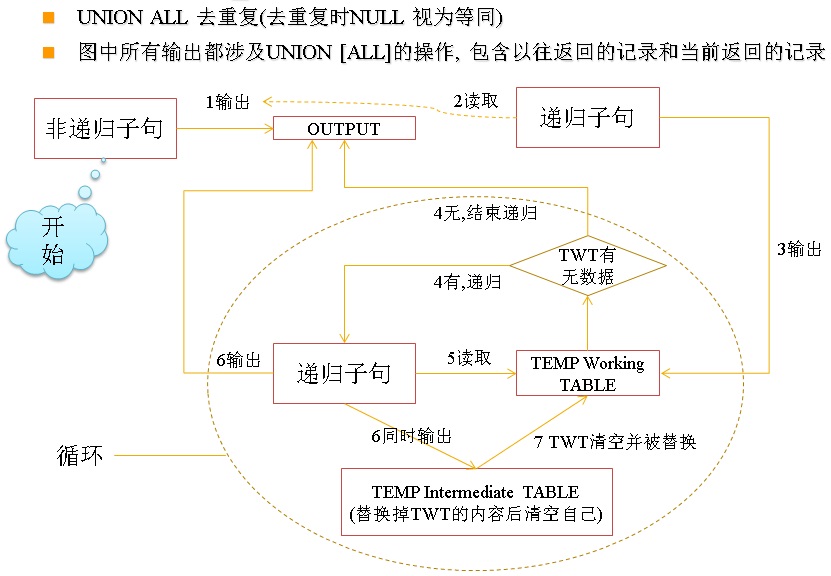 UNION ALL 去重复(去重复时NULL 视为等同)
图中所有输出都涉及UNION [ALL]的操作, 包含以往返回的记录和当前返回的记录
1输出
2读取
非递归子句
OUTPUT
递归子句
开
始
4无,结束递归
3输出
TWT有
无数据
4有,递归
6输出
递归子句
5读取
TEMP Working
TABLE
6同时输出
7 TWT清空并被替换
循环
TEMP Intermediate TABLE
(替换掉TWT的内容后清空自己)